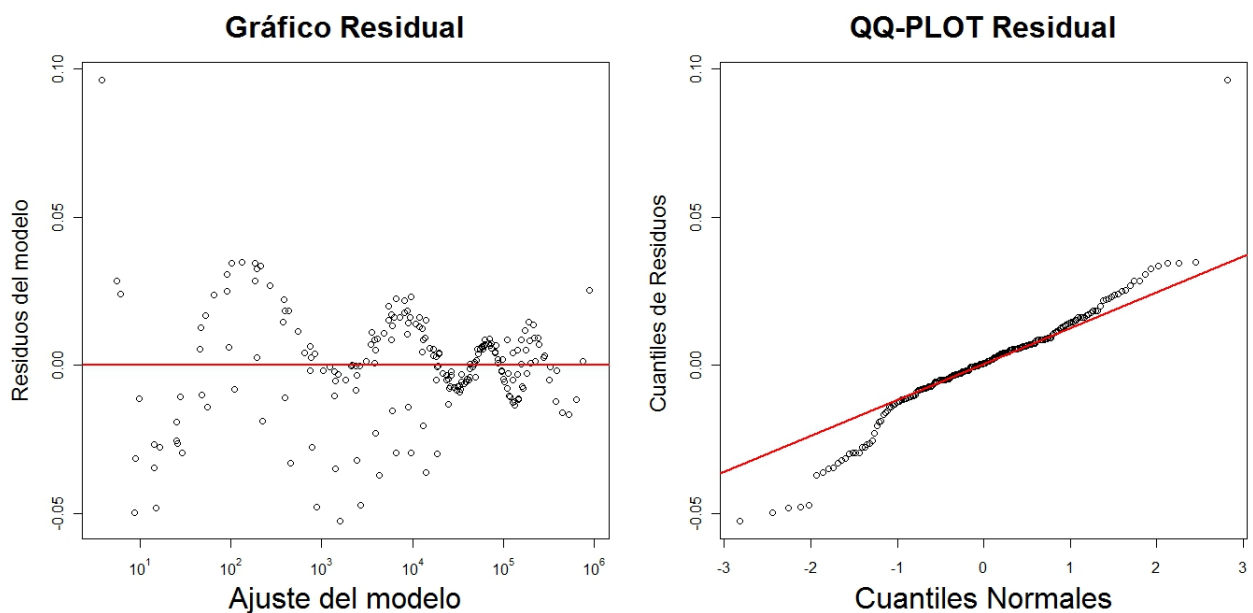 Gráfico Residual
Residuos del modelo
0.10
0.05
0.00
-0.05
10^1 10^2 10^3 10^4 10^5 10^6
Ajuste del modelo
QQ-PLOT Residual
Cuantiles de Residuos
0.10
0.05
0.00
-0.05
-3 -2 -1 0 1 2 3
Cuantiles Normales